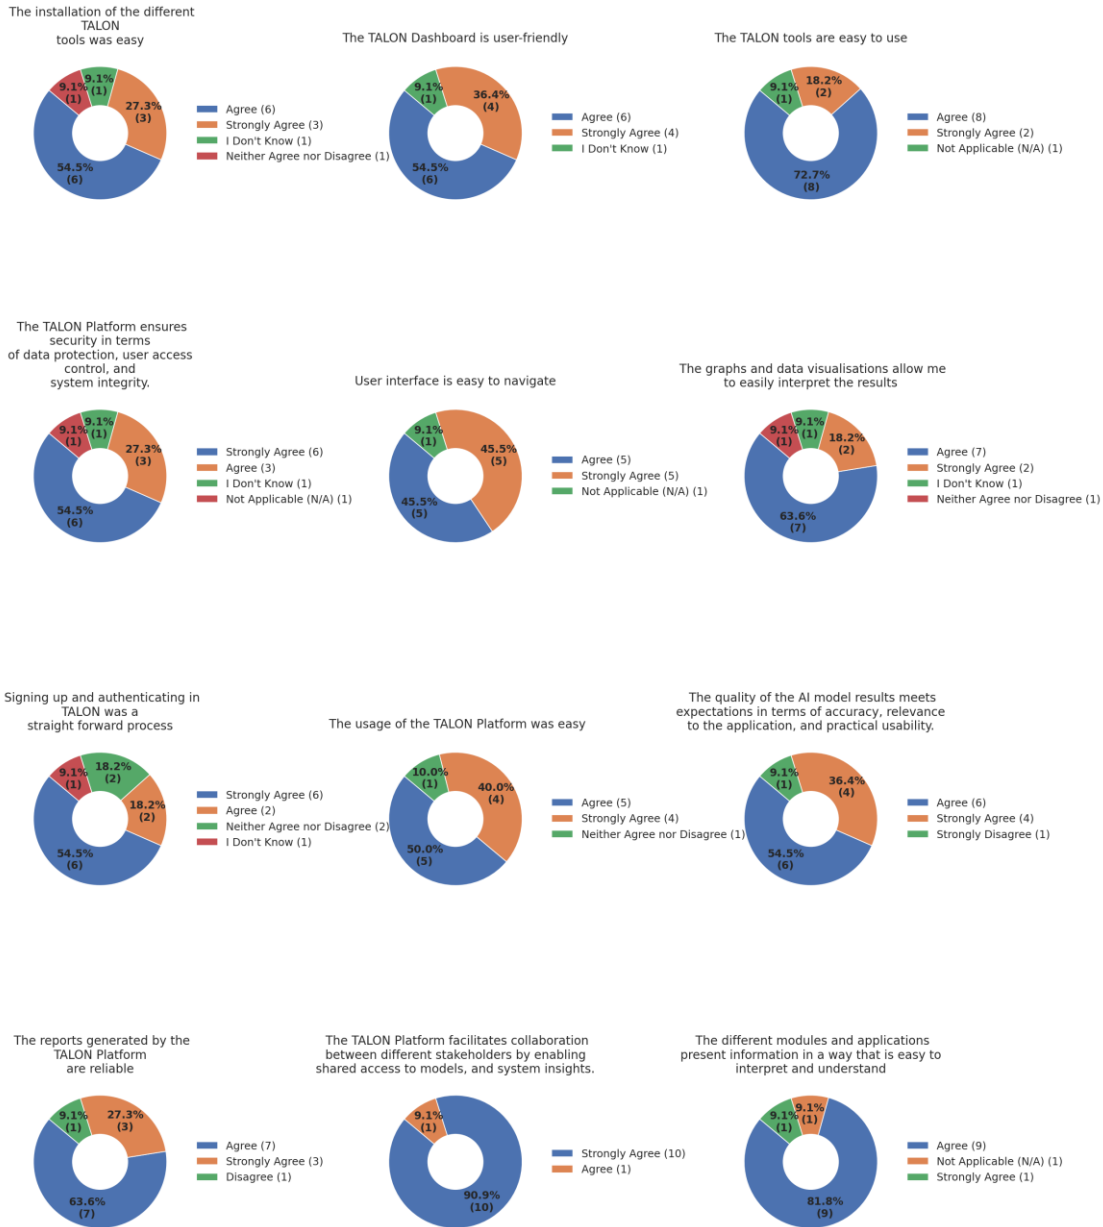 The installation of the different
TALON
tools was easy
9.1%
(1)
9.1%
(1)
27.3%
(3)
54.5%
(6)
Agree (6)
Strongly Agree (3)
I Don't Know (1)
Neither Agree nor Disagree (1)
The TALON Dashboard is user-friendly
9.1%
(1)
36.4%
(4)
54.5%
(6)
Agree (6)
Strongly Agree (4)
I Don't Know (1)
The TALON tools are easy to use
9.1%
(1)
18.2%
(2)
72.7%
(8)
Agree (8)
Strongly Agree (2)
Not Applicable (N/A) (1)
The TALON Platform ensures
security in terms
of data protection, user access
control, and
system integrity.
9.1%
(1)
9.1%
(1)
27.3%
(3)
54.5%
(6)
Strongly Agree (6)
Agree (3)
I Don't Know (1)
Not Applicable (N/A) (1)
User interface is easy to navigate
9.1%
(1)
45.5%
(5)
45.5%
(5)
Agree (5)
Strongly Agree (5)
Not Applicable (N/A) (1)
The graphs and data visualisations allow me
to easily interpret the results
9.1%
(1)
9.1%
(1)
18.2%
(2)
63.6%
(7)
Agree (7)
Strongly Agree (2)
I Don't Know (1)
Neither Agree nor Disagree (1)
Signing up and authenticating in
TALON was a
straight forward process
9.1%
(1)
18.2%
(2)
18.2%
(2)
54.5%
(6)
Strongly Agree (6)
Agree (2)
Neither Agree nor Disagree (2)
I Don't Know (1)
The usage of the TALON Platform was easy
10.0%
(1)
40.0%
(4)
50.0%
(5)
Agree (5)
Strongly Agree (4)
Neither Agree nor Disagree (1)
The quality of the AI model results meets
expectations in terms of accuracy, relevance
to the application, and practical usability.
9.1%
(1)
36.4%
(4)
54.5%
(6)
Agree (6)
Strongly Agree (4)
Strongly Disagree (1)
The reports generated by the
TALON Platform
are reliable
9.1%
(1)
27.3%
(3)
63.6%
(7)
Agree (7)
Strongly Agree (3)
Disagree (1)
The TALON Platform facilitates collaboration
between different stakeholders by enabling
shared access to models, and system insights.
9.1%
(1)
90.9%
(10)
Strongly Agree (10)
Agree (1)
The different modules and applications
present information in a way that is easy to
interpret and understand
9.1%
(1)
9.1%
(1)
81.8%
(9)
Agree (9)
Not Applicable (N/A) (1)
Strongly Agree (1)